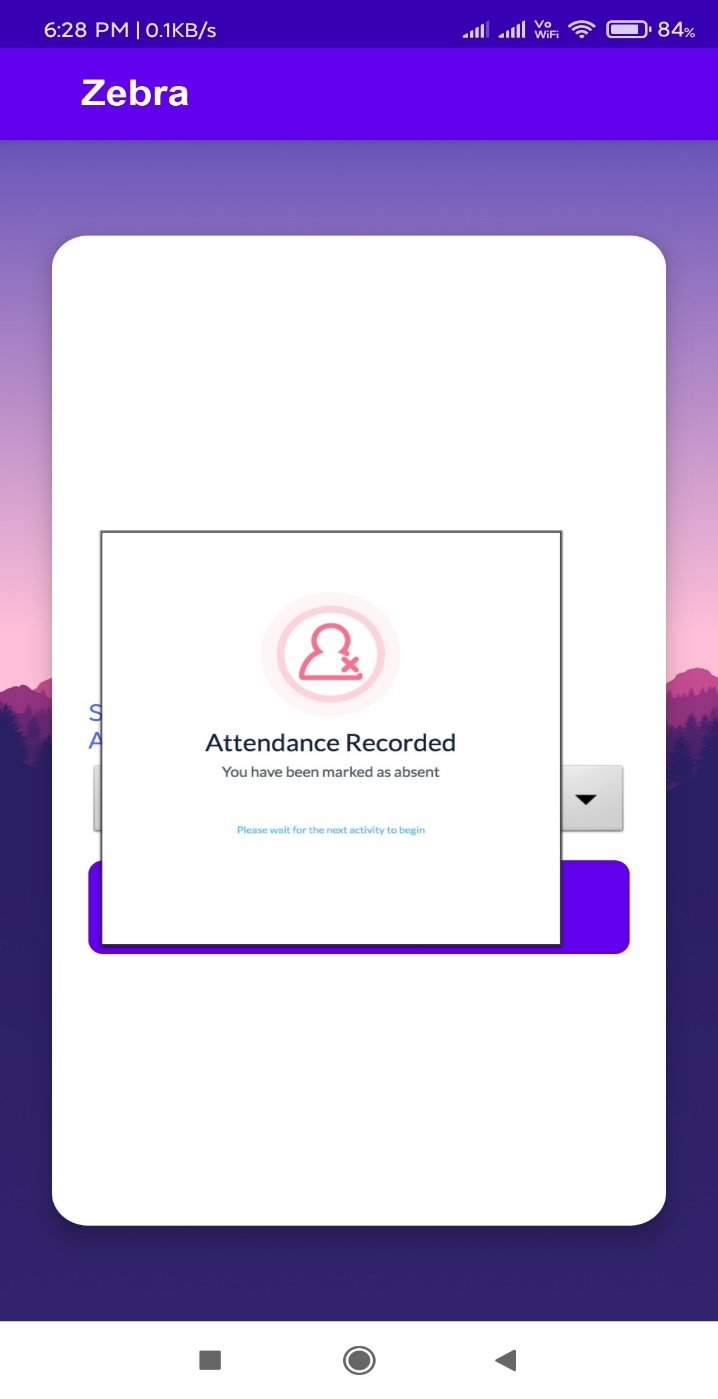 6:28 PM | 0.1KB/s Vo WiFi 84%
Zebra
S
A
Attendance Recorded
You have been marked as absent
Please wait for the next activity to begin